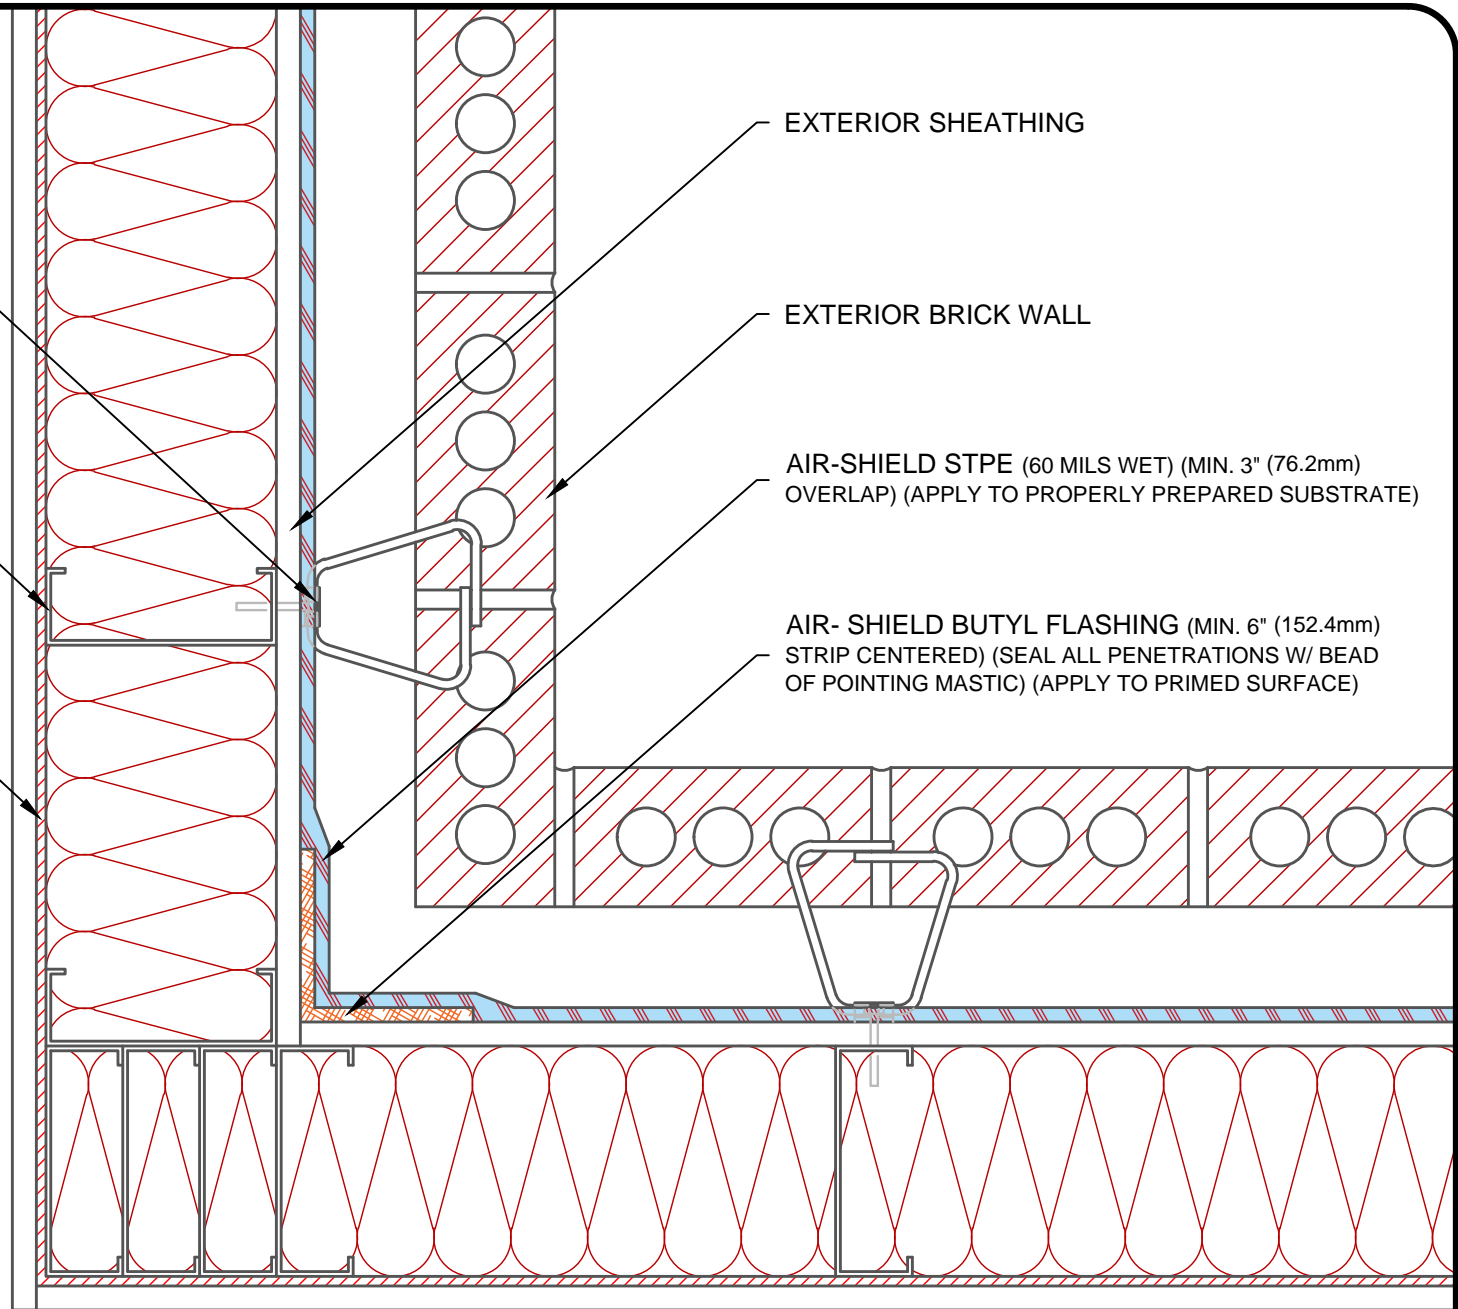 EXTERIOR SHEATHING
EXTERIOR BRICK WALL
AIR-SHIELD STPE (60 MILS WET) (MIN. 3" (76.2mm)
OVERLAP) (APPLY TO PROPERLY PREPARED SUBSTRATE)
AIR- SHIELD BUTYL FLASHING (MIN. 6" (152.4mm)
STRIP CENTERED) (SEAL ALL PENETRATIONS W/ BEAD
OF POINTING MASTIC) (APPLY TO PRIMED SURFACE)